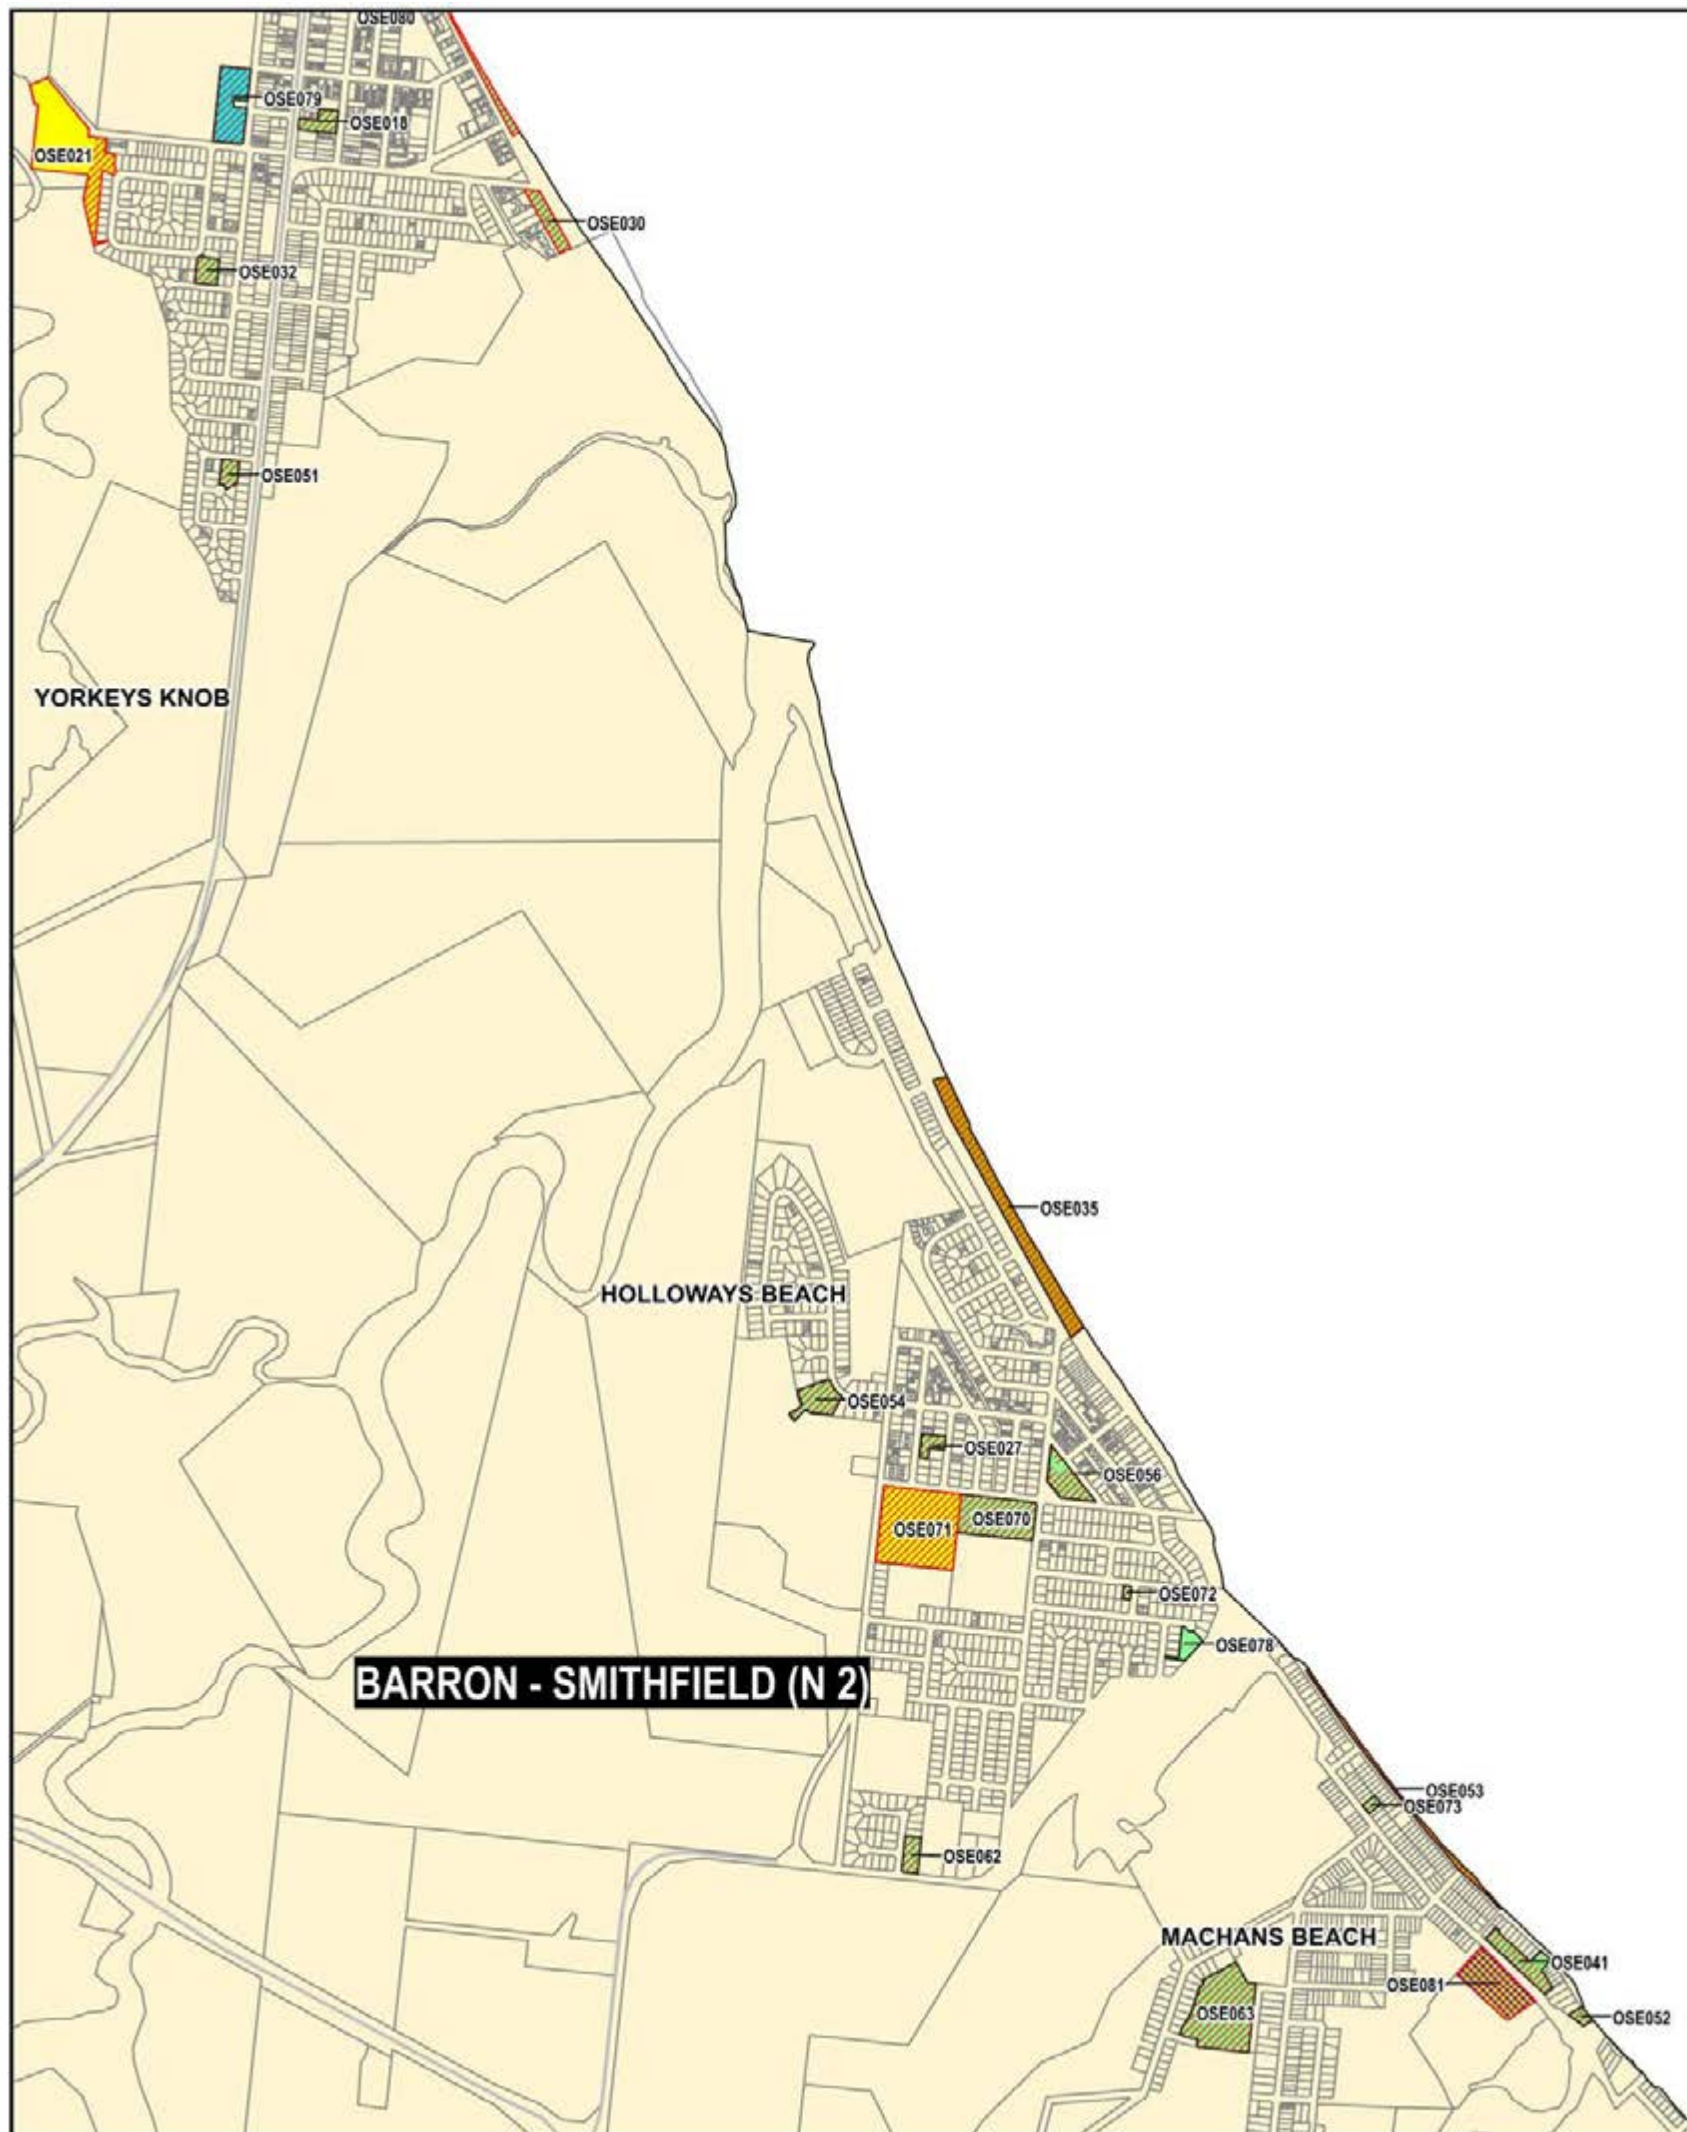 OSE080
OSE079
OSE018
OSE021
OSE030
OSE032
OSE051
YORKEYS KNOB
OSE035
HOLLOWAYS BEACH
OSE054
OSE027
OSE056
OSE070
OSE071
OSE072
OSE078
BARRON - SMITHFIELD (N 2)
OSE053
OSE073
OSE062
MACHANS BEACH
OSE041
OSE081
OSE063
OSE052